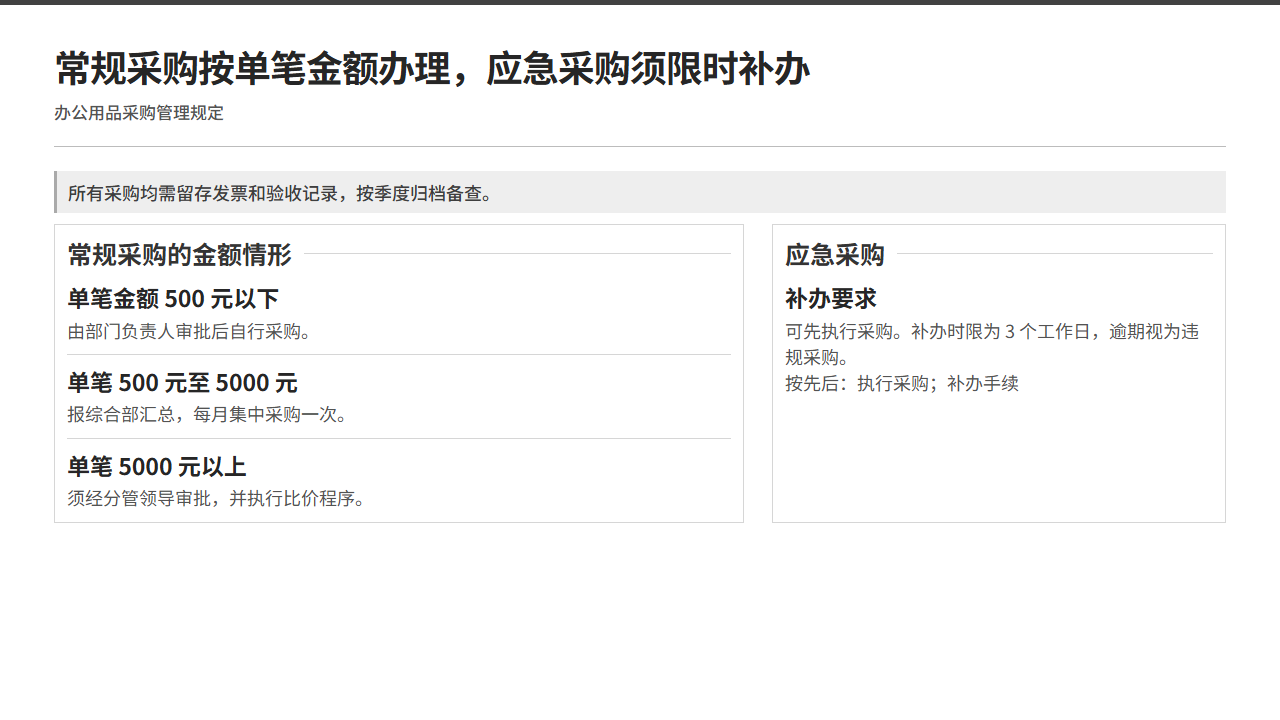 常规采购按单笔金额办理，应急采购须限时补办
办公用品采购管理规定
所有采购均需留存发票和验收记录，按季度归档备查。
常规采购的金额情形
单笔金额 500 元以下
由部门负责人审批后自行采购。
单笔 500 元至 5000 元
报综合部汇总，每月集中采购一次。
单笔 5000 元以上
须经分管领导审批，并执行比价程序。
应急采购
补办要求
可先执行采购。补办时限为 3 个工作日，逾期视为违
规采购。
按先后：执行采购；补办手续